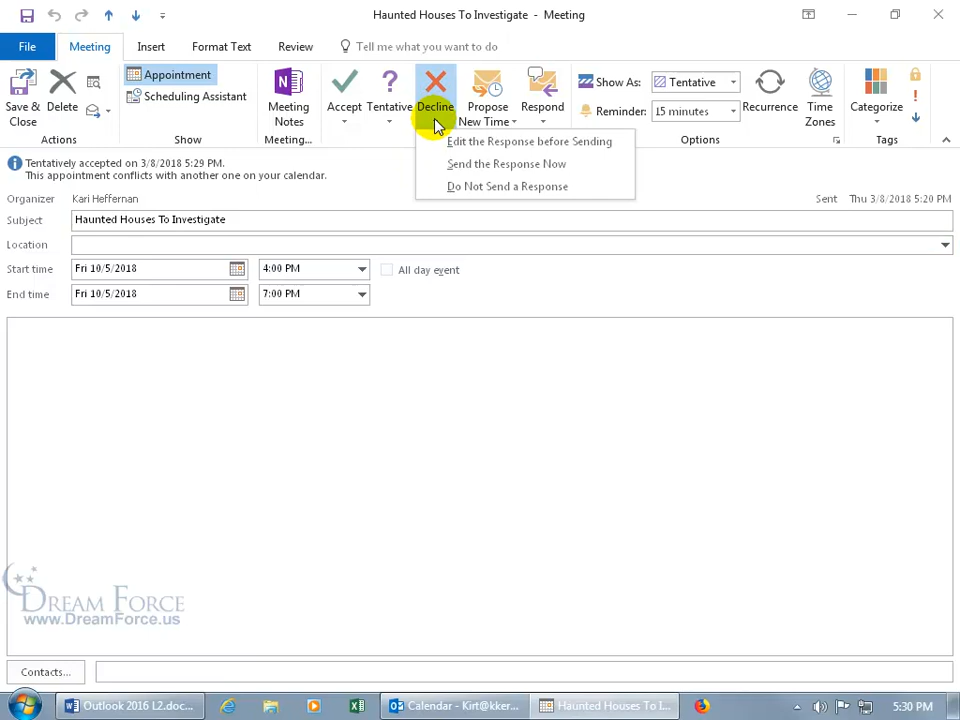 Haunted Houses To Investigate - Meeting
File Meeting Insert Format Text Review Tell me what you want to do
Save & Close
Delete
Actions
Appointment
Scheduling Assistant
Show
Meeting Notes
Meeting...
Accept
Tentative
Decline
Propose New Time
Respond
Edit the Response before Sending
Send the Response Now
Do Not Send a Response
Show As: Tentative
Reminder: 15 minutes
Recurrence
Time Zones
Options
Categorize
Tags
Tentatively accepted on 3/8/2018 5:29 PM.
This appointment conflicts with another one on your calendar.
Organizer Kari Heffernan Sent Thu 3/8/2018 5:20 PM
Subject Haunted Houses To Investigate
Location
Start time Fri 10/5/2018 4:00 PM All day event
End time Fri 10/5/2018 7:00 PM
DREAM FORCE
www.DreamForce.us
Contacts...
Outlook 2016 L2.doc... Calendar - Kirt@kker... Haunted Houses To I... 5:30 PM